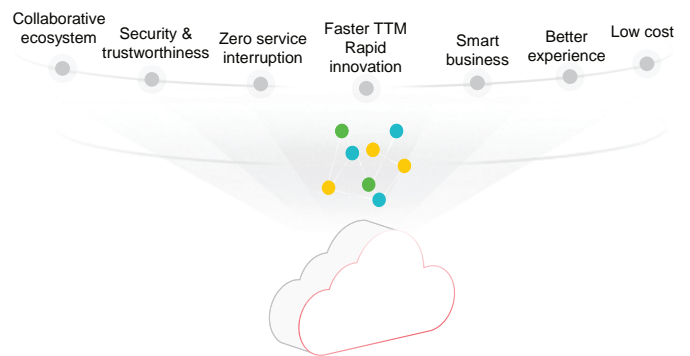 Collaborative
ecosystem
Security &
trustworthiness
Zero service
interruption
Faster TTM
Rapid
innovation
Smart
business
Better
experience
Low cost